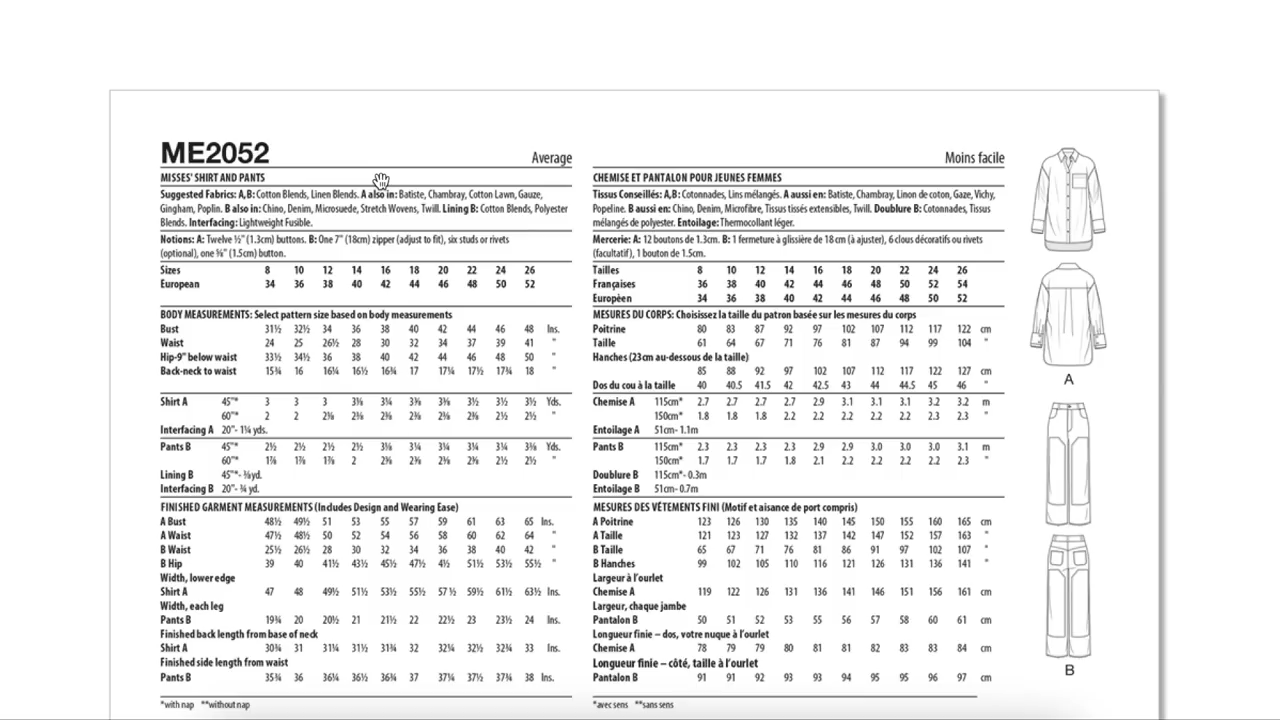 ME2052
Average
MISSES' SHIRT AND PANTS
Suggested Fabrics: A,B: Cotton Blends, Linen Blends. A also in: Batiste, Chambray, Cotton Lawn, Gauze,
Gingham, Poplin. B also in: Chino, Denim, Microsuede, Stretch Wovens, Twill. Lining B: Cotton Blends, Polyester
Blends. Interfacing: Lightweight Fusible.
Notions: A: Twelve ½" (1.3cm) buttons. B: One 7" (18cm) zipper (adjust to fit), six studs or rivets
(optional), one ⅝" (1.5cm) button.
Sizes 8 10 12 14 16 18 20 22 24 26
European 34 36 38 40 42 44 46 48 50 52
BODY MEASUREMENTS: Select pattern size based on body measurements
Bust 31½ 32½ 34 36 38 40 42 44 46 48 Ins.
Waist 24 25 26½ 28 30 32 34 37 39 41 "
Hip-9" below waist 33½ 34½ 36 38 40 42 44 46 48 50 "
Back-neck to waist 15¾ 16 16¼ 16½ 16¾ 17 17¼ 17½ 17¾ 18 "
Shirt A 45"* 3 3 3 3⅛ 3¼ 3⅜ 3⅜ 3½ 3½ 3½ Yds.
60"* 2 2 2⅜ 2⅜ 2⅜ 2⅜ 2⅜ 2⅜ 2½ 2½ "
Interfacing A 20"- 1¼ yds.
Pants B 45"* 2½ 2½ 2½ 2½ 3⅛ 3¼ 3¼ 3¼ 3¼ 3⅜ Yds.
60"* 1⅞ 1⅞ 1⅞ 2 2⅜ 2⅜ 2⅜ 2½ 2½ 2½ "
Lining B 45"*- ⅜yd.
Interfacing B 20"- ¾ yd.
FINISHED GARMENT MEASUREMENTS (Includes Design and Wearing Ease)
A Bust 48½ 49½ 51 53 55 57 59 61 63 65 Ins.
A Waist 47½ 48½ 50 52 54 56 58 60 62 64 "
B Waist 25½ 26½ 28 30 32 34 36 38 40 42 "
B Hip 39 40 41½ 43½ 45½ 47½ 4½ 51½ 53½ 55½ "
Width, lower edge
Shirt A 47 48 49½ 51½ 53½ 55½ 57 ½ 59½ 61½ 63½ Ins.
Width, each leg
Pants B 19¾ 20 20½ 21 21½ 22 22½ 23 23½ 24 Ins.
Finished back length from base of neck
Shirt A 30¾ 31 31¼ 31½ 31¾ 32 32¼ 32½ 32¾ 33 Ins.
Finished side length from waist
Pants B 35¾ 36 36¼ 36½ 36¾ 37 37¼ 37½ 37¾ 38 Ins.
*with nap **without nap
Moins facile
CHEMISE ET PANTALON POUR JEUNES FEMMES
Tissus Conseillés: A,B: Cotonnades, Lins mélangés. A aussi en: Batiste, Chambray, Linon de coton, Gaze, Vichy,
Popeline. B aussi en: Chino, Denim, Microfibre, Tissus tissés extensibles, Twill. Doublure B: Cotonnades, Tissus
mélangés de polyester. Entoilage: Thermocollant léger.
Mercerie: A: 12 boutons de 1.3cm. B: 1 fermeture à glissière de 18 cm (à ajuster), 6 clous décoratifs ou rivets
(facultatif), 1 bouton de 1.5cm.
Tailles 8 10 12 14 16 18 20 22 24 26
Françaises 36 38 40 42 44 46 48 50 52 54
Europèen 34 36 38 40 42 44 46 48 50 52
MESURES DU CORPS: Choisissez la taille du patron basée sur les mesures du corps
Poitrine 80 83 87 92 97 102 107 112 117 122 cm
Taille 61 64 67 71 76 81 87 94 99 104 "
Hanches (23cm au-dessous de la taille)
85 88 92 97 102 107 112 117 122 127 cm
Dos du cou à la taille 40 40.5 41.5 42 42.5 43 44 44.5 45 46 "
Chemise A 115cm* 2.7 2.7 2.7 2.7 2.9 3.1 3.1 3.1 3.2 3.2 m
150cm* 1.8 1.8 1.8 2.2 2.2 2.2 2.2 2.2 2.3 2.3 "
Entoilage A 51cm- 1.1m
Pants B 115cm* 2.3 2.3 2.3 2.3 2.9 2.9 3.0 3.0 3.0 3.1 m
150cm* 1.7 1.7 1.7 1.8 2.1 2.2 2.2 2.2 2.2 2.3 "
Doublure B 115cm*- 0.3m
Entoilage B 51cm- 0.7m
MESURES DES VÊTEMENTS FINI (Motif et aisance de port compris)
A Poitrine 123 126 130 135 140 145 150 155 160 165 cm
A Taille 121 123 127 132 137 142 147 152 157 163 "
B Taille 65 67 71 76 81 86 91 97 102 107 "
B Hanches 99 102 105 110 116 121 126 131 136 141 "
Largeur à l'ourlet
Chemise A 119 122 126 131 136 141 146 151 156 161 cm
Largeur, chaque jambe
Pantalon B 50 51 52 53 55 56 57 58 60 61 cm
Longueur finie – dos, votre nuque à l'ourlet
Chemise A 78 79 79 80 81 81 82 83 83 84 cm
Longueur finie – côté, taille à l'ourlet
Pantalon B 91 91 92 93 93 94 95 95 96 97 cm
*avec sens **sans sens
A
B